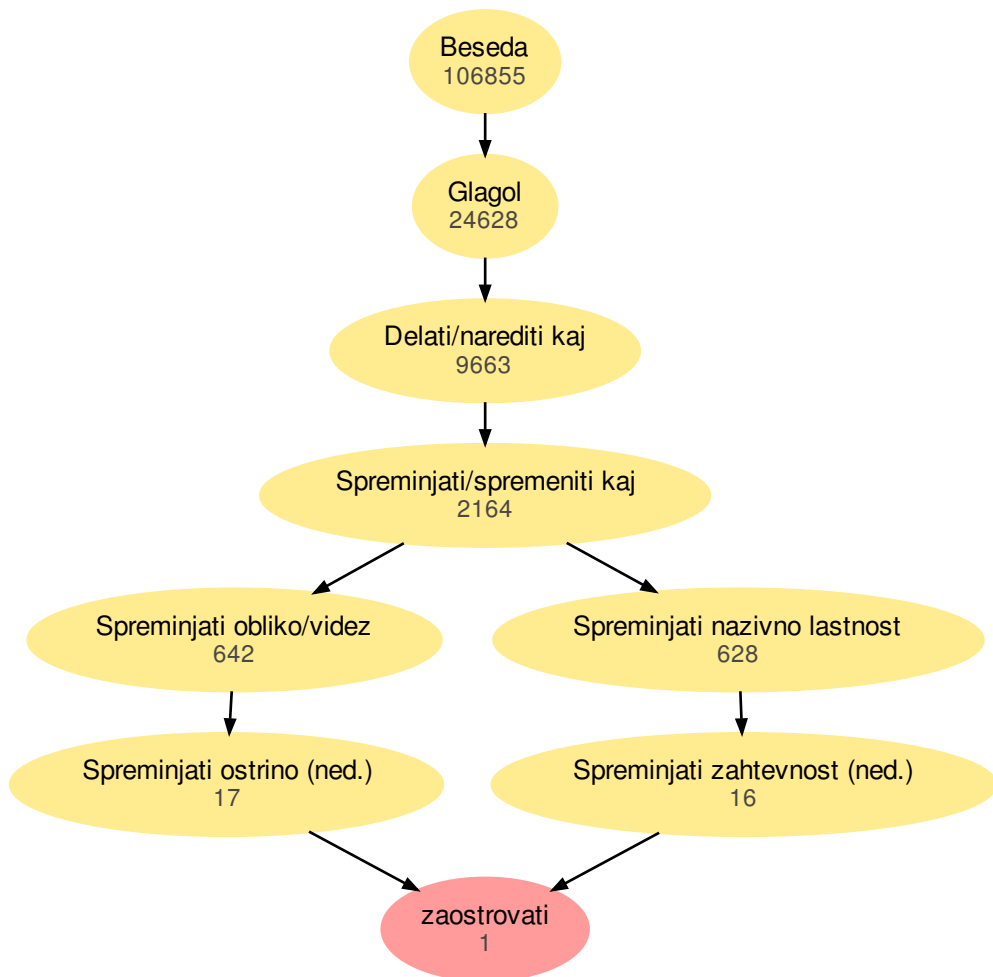 Beseda
106855
Glagol
24628
Delati/narediti kaj
9663
Spreminjati/spremeniti kaj
2164
Spreminjati obliko/videz
642
Spreminjati nazivno lastnost
628
Spreminjati ostrino (ned.)
17
Spreminjati zahtevnost (ned.)
16
zaostrovati
1